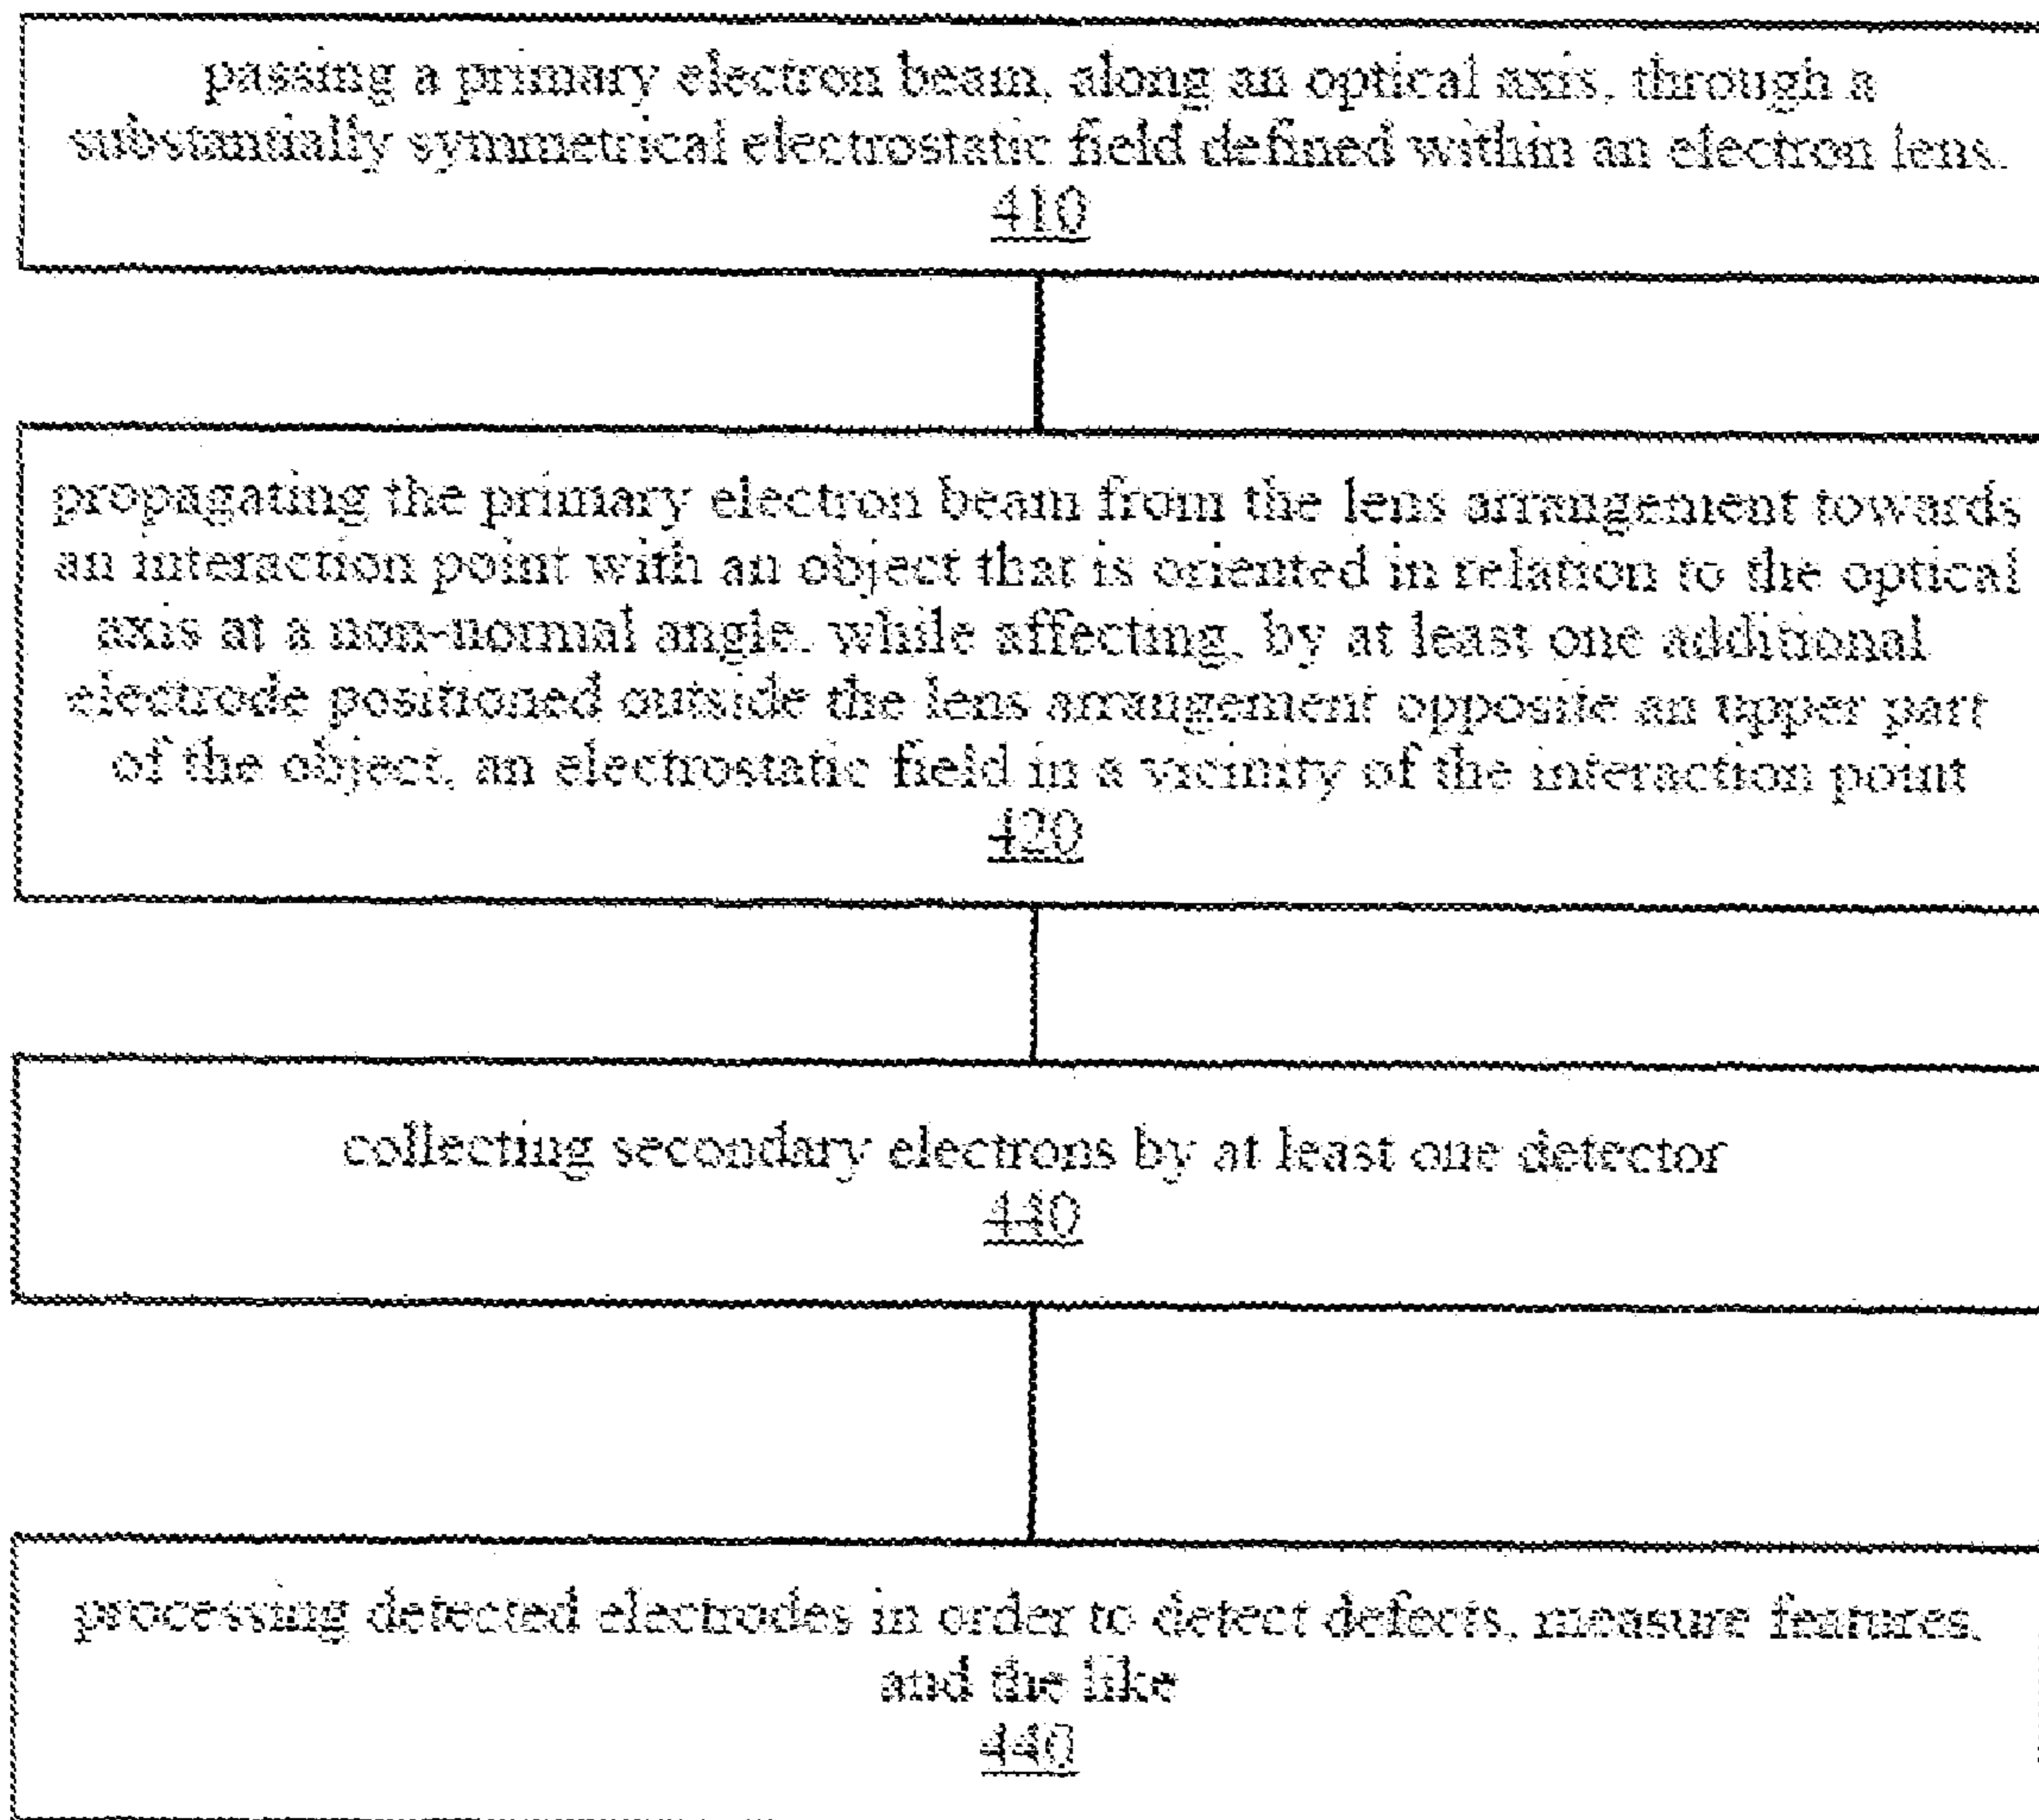 passing a primary electron beam, along an optical axis, through a
substantially symmetrical electrostatic field defined within an electron lens.
410
propagating the primary electron beam from the lens arrangement towards
an interaction point with an object that is oriented in relation to the optical
axis at a non-normal angle, while affecting, by at least one additional
electrode positioned outside the lens arrangement opposite an upper part
of the object, an electrostatic field in a vicinity of the interaction point
420
collecting secondary electrons by at least one detector
440
processing detected electrodes in order to detect defects, measure features,
and the like
440